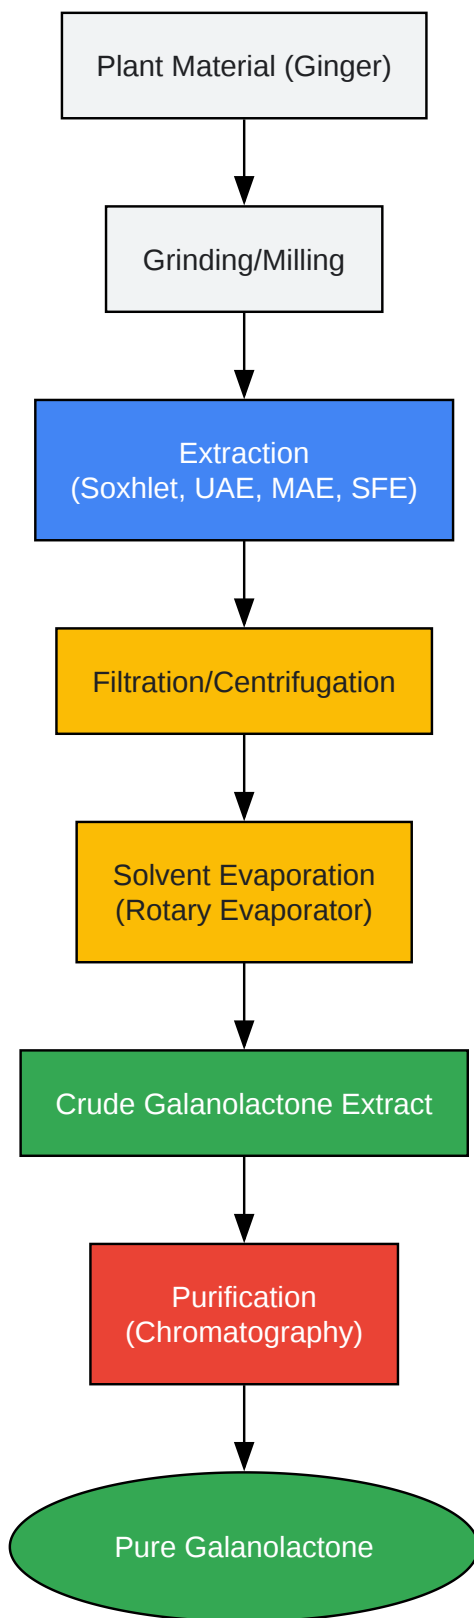 Plant Material (Ginger)
Grinding/Milling
Extraction
(Soxhlet, UAE, MAE, SFE)
Filtration/Centrifugation
Solvent Evaporation
(Rotary Evaporator)
Crude Galanolactone Extract
Purification
(Chromatography)
Pure Galanolactone